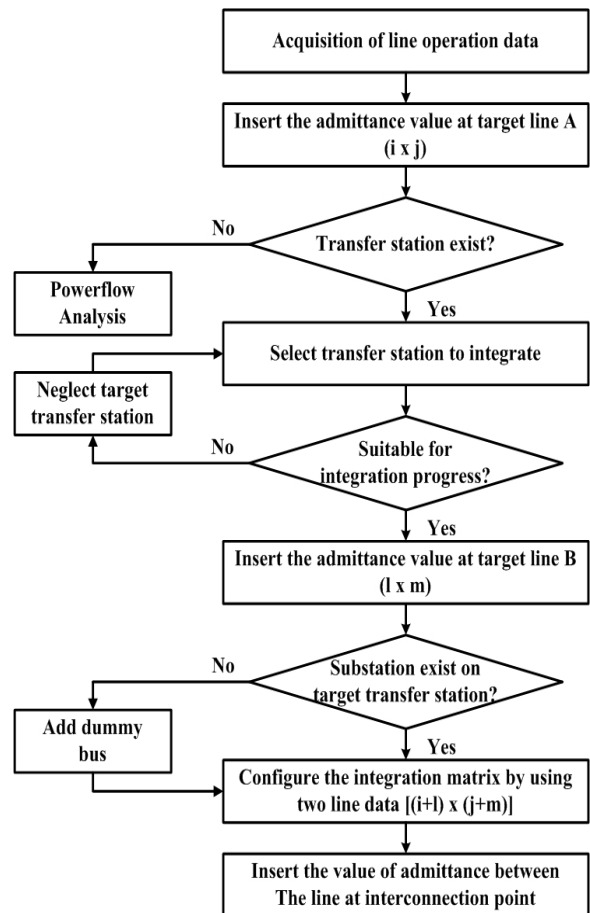 Acquisition of line operation data
Insert the admittance value at target line A
(i x j)
No
Transfer station exist?
Powerflow
Analysis
Yes
Select transfer station to integrate
Neglect target
transfer station
No
Suitable for
integration progress?
Yes
Insert the admittance value at target line B
(l x m)
No
Substation exist on
target transfer station?
Add dummy
bus
Yes
Configure the integration matrix by using
two line data [(i+l) x (j+m)]
Insert the value of admittance between
The line at interconnection point